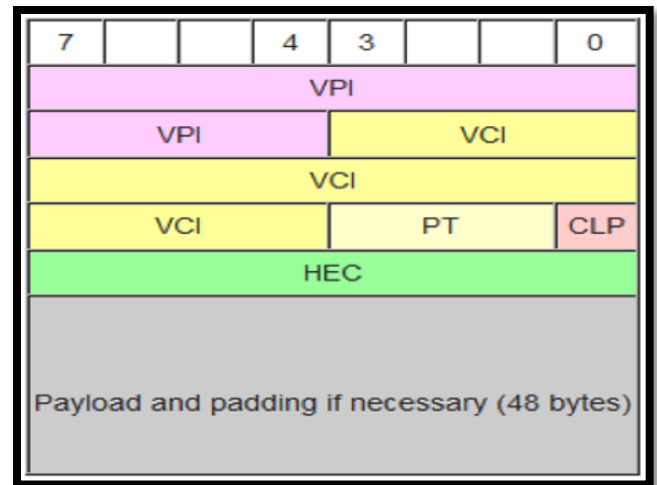 7 4 3 0
VPI
VPI VCI
VCI
VCI PT CLP
HEC
Payload and padding if necessary (48 bytes)